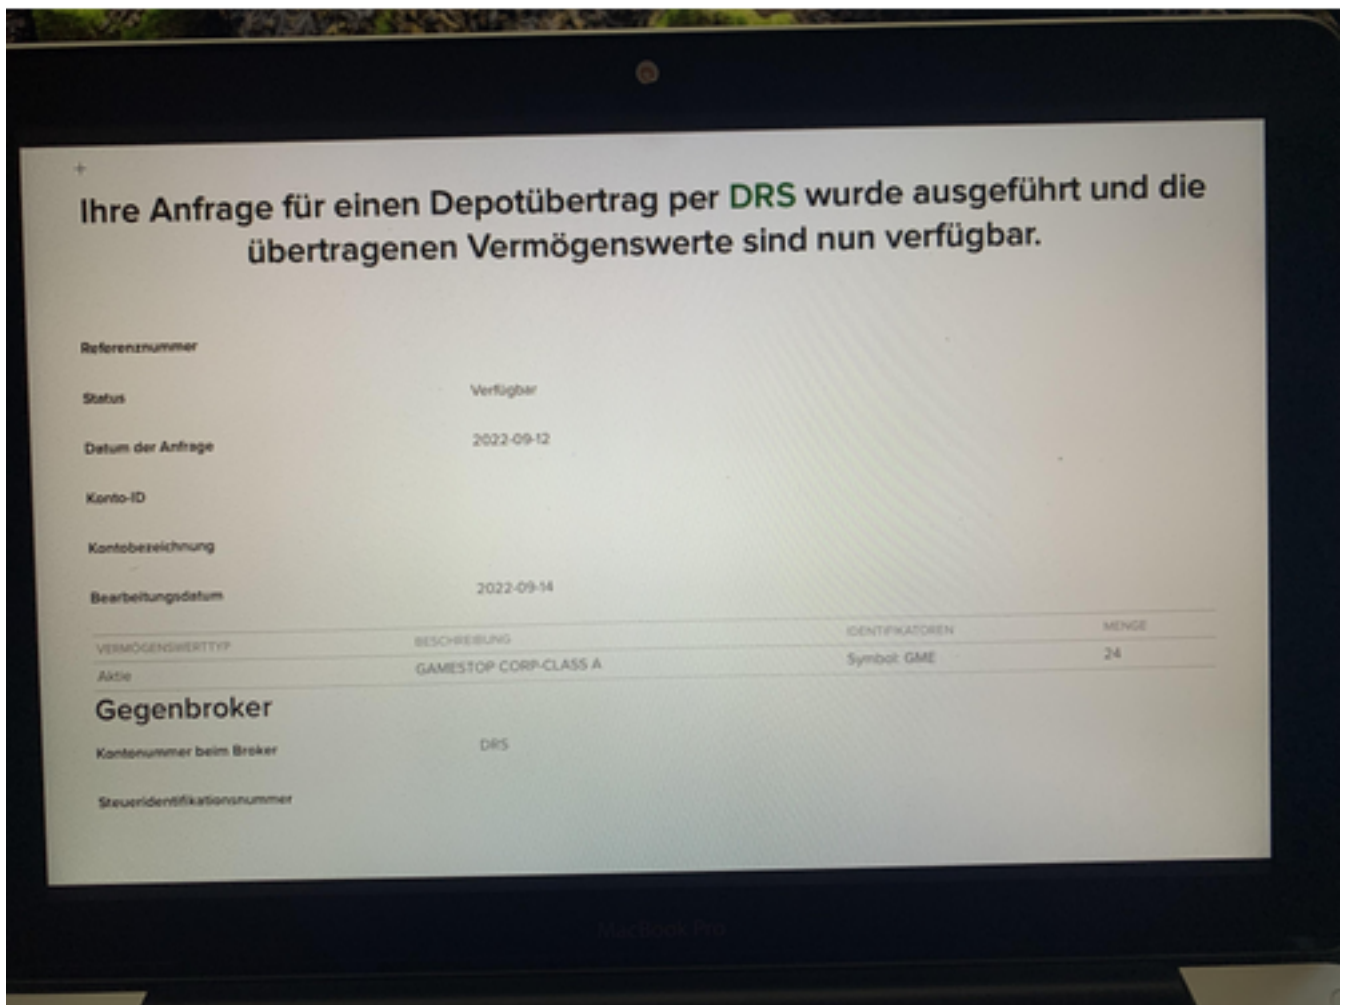 Ihre Anfrage für einen Depotübertrag per DRS wurde ausgeführt und die
übertragenen Vermögenswerte sind nun verfügbar.
Referenznummer
Status Verfügbar
Datum der Anfrage 2022-09-12
Konto-ID
Kontobezeichnung
Bearbeitungsdatum 2022-09-14
VERMÖGENSWERTTYP BESCHREIBUNG IDENTIFIKATOREN MENGE
Aktie GAMESTOP CORP-CLASS A Symbol: GME 24
Gegenbroker
Kontonummer beim Broker DRS
Steueridentifikationsnummer
MacBook Pro